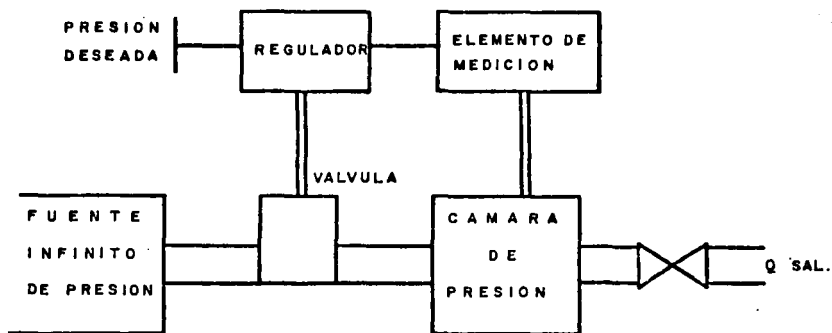 PRESION
DESEADA
REGULADOR
ELEMENTO DE
MEDICION
VALVULA
FUENTE
INFINITO
DE PRESION
CAMARA
DE
PRESION
Q SAL.